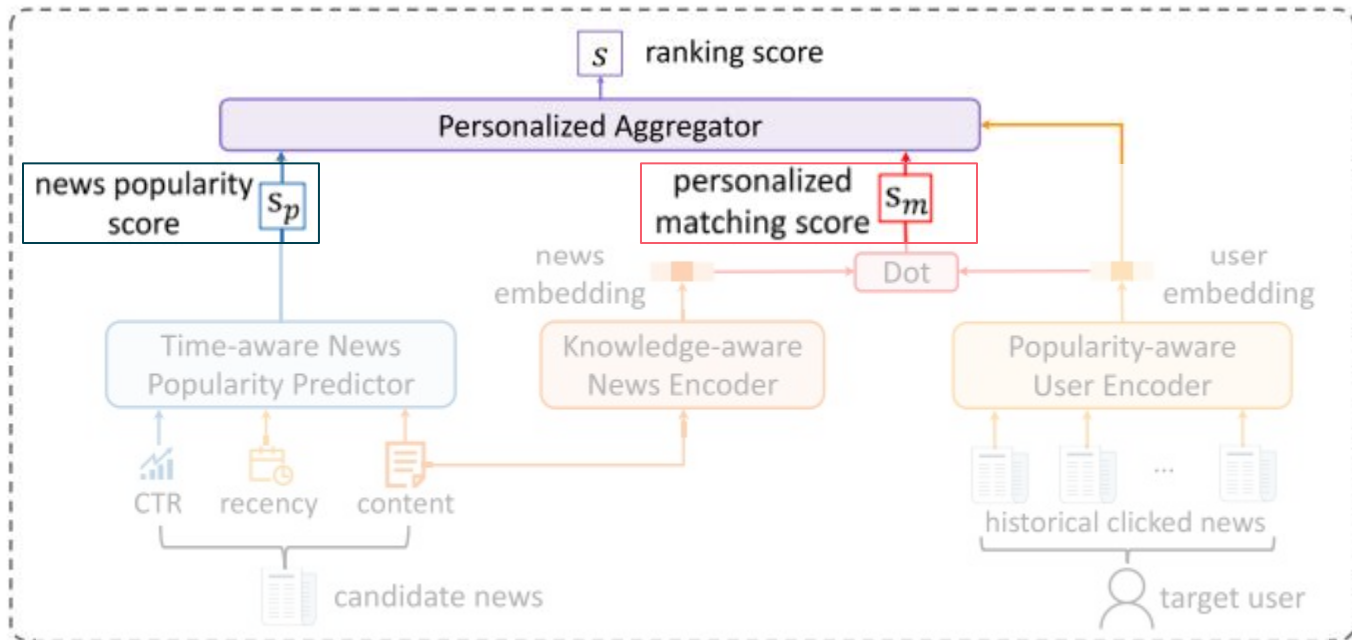 s ranking score
Personalized Aggregator
news popularity
score
sₚ
personalized
matching score
sₘ
news
embedding
Dot
user
embedding
Time-aware News
Popularity Predictor
Knowledge-aware
News Encoder
Popularity-aware
User Encoder
CTR recency content
...
historical clicked news
candidate news
target user